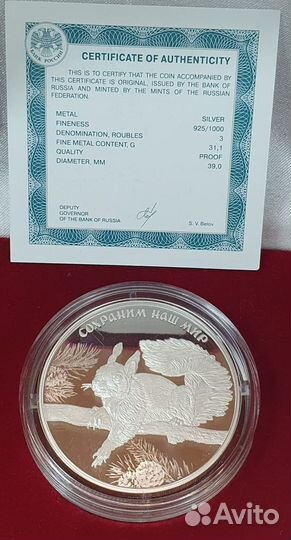 БАНК РОССИИ
CERTIFICATE OF AUTHENTICITY
THIS IS TO CERTIFY THAT THE COIN ACCOMPANIED BY
THIS CERTIFICATE IS ORIGINAL, ISSUED BY THE BANK OF
RUSSIA AND MINTED BY THE MINTS OF THE RUSSIAN
FEDERATION.
METAL SILVER
FINENESS 925/1000
DENOMINATION, ROUBLES 3
FINE METAL CONTENT, G 31,1
QUALITY PROOF
DIAMETER, MM 39,0
DEPUTY
GOVERNOR
OF THE BANK OF RUSSIA S. V. Belov
СОХРАНИМ НАШ МИР
Avito